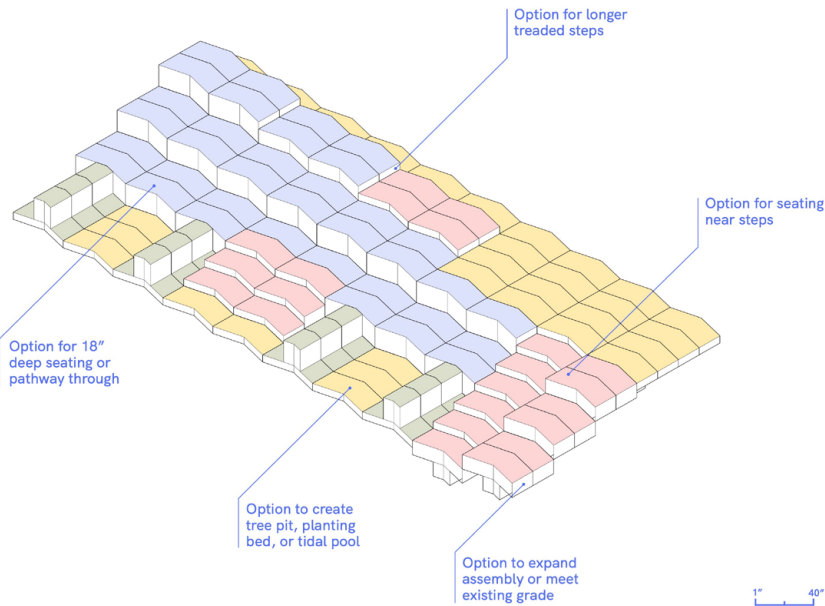 Option for longer
treaded steps
Option for seating
near steps
Option for 18"
deep seating or
pathway through
Option to create
tree pit, planting
bed, or tidal pool
Option to expand
assembly or meet
existing grade
1" 40"